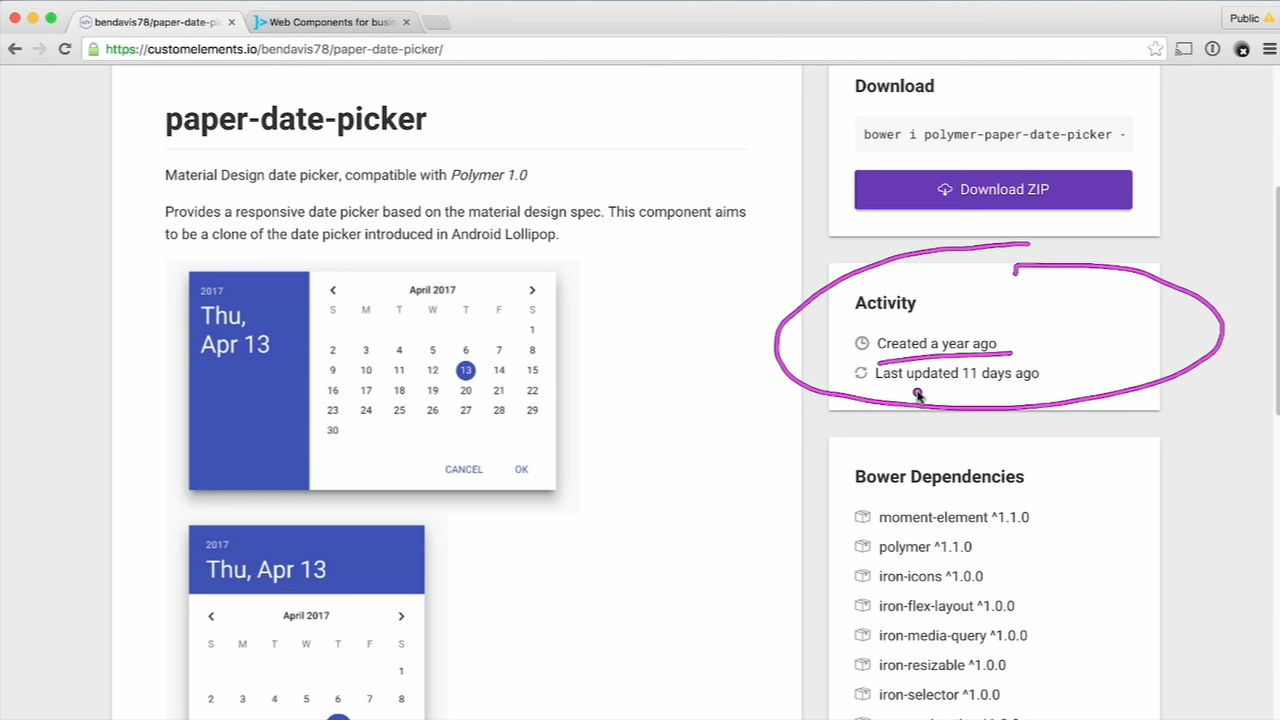 bendavis78/paper-date-pic
Web Components for busin
Public
https://customelements.io/bendavis78/paper-date-picker/
paper-date-picker
Material Design date picker, compatible with Polymer 1.0
Provides a responsive date picker based on the material design spec. This component aims
to be a clone of the date picker introduced in Android Lollipop.
2017
Thu,
Apr 13
April 2017
S M T W T F S
1
2 3 4 5 6 7 8
9 10 11 12 13 14 15
16 17 18 19 20 21 22
23 24 25 26 27 28 29
30
CANCEL OK
2017
Thu, Apr 13
April 2017
S M T W T F S
1
2 3 4 5 6 7 8
Download
bower i polymer-paper-date-picker -
Download ZIP
Activity
Created a year ago
Last updated 11 days ago
Bower Dependencies
moment-element ^1.1.0
polymer ^1.1.0
iron-icons ^1.0.0
iron-flex-layout ^1.0.0
iron-media-query ^1.0.0
iron-resizable ^1.0.0
iron-selector ^1.0.0